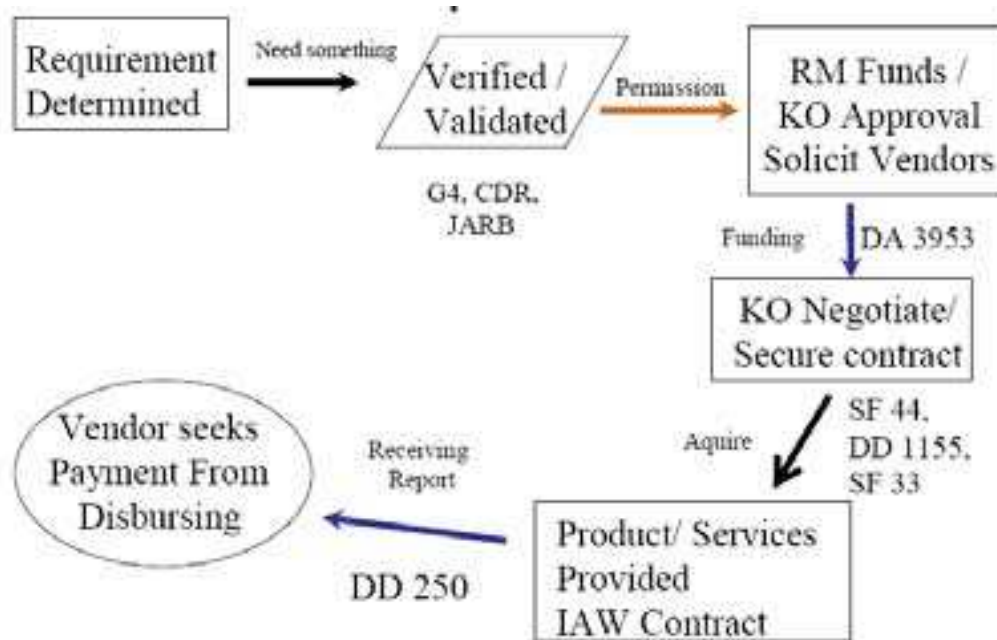 Requirement
Determined
Need something
Verified /
Validated
G4, CDR,
JARB
Permission
RM Funds /
KO Approval
Solicit Vendors
Funding
DA 3953
KO Negotiate/
Secure contract
Aquire
SF 44,
DD 1155,
SF 33
Product/ Services
Provided
IAW Contract
Receiving
Report
DD 250
Vendor seeks
Payment From
Disbursing